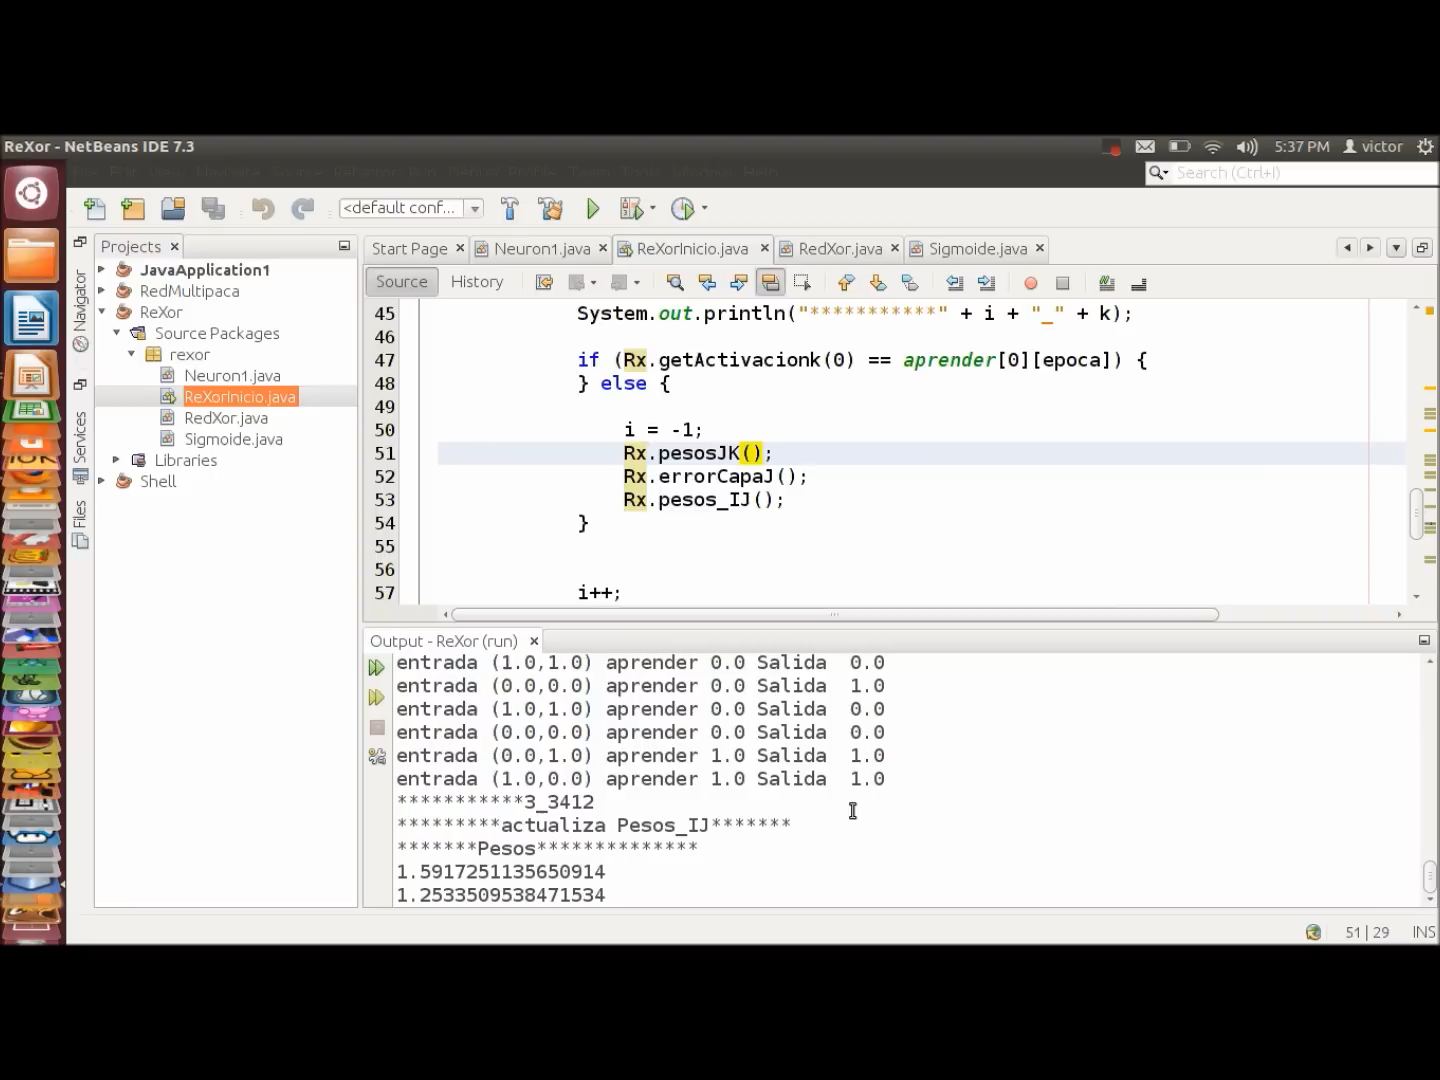 ReXor - NetBeans IDE 7.3
5:37 PM victor
Search (Ctrl+I)
<default conf...
Projects
Start Page
Neuron1.java
ReXorInicio.java
RedXor.java
Sigmoide.java
Source
History
Navigator
Services
Files
JavaApplication1
RedMultipaca
ReXor
Source Packages
rexor
Neuron1.java
ReXorInicio.java
RedXor.java
Sigmoide.java
Libraries
Shell
45 System.out.println("***********" + i + "_" + k);
46
47 if (Rx.getActivacionk(0) == aprender[0][epoca]) {
48 } else {
49
50 i = -1;
51 Rx.pesosJK();
52 Rx.errorCapaJ();
53 Rx.pesos_IJ();
54 }
55
56
57 i++;
Output - ReXor (run)
entrada (1.0,1.0) aprender 0.0 Salida  0.0
entrada (0.0,0.0) aprender 0.0 Salida  1.0
entrada (1.0,1.0) aprender 0.0 Salida  0.0
entrada (0.0,0.0) aprender 0.0 Salida  0.0
entrada (0.0,1.0) aprender 1.0 Salida  1.0
entrada (1.0,0.0) aprender 1.0 Salida  1.0
***********3_3412
*********actualiza Pesos_IJ*******
*******Pesos**************
1.5917251135650914
1.2533509538471534
51 | 29 INS